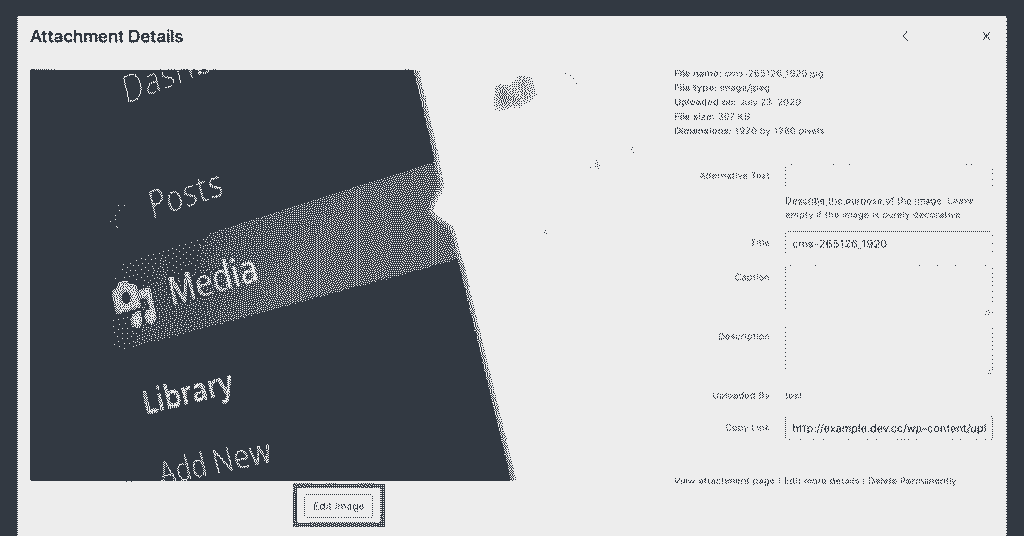 Attachment Details
Dashb
Posts
Media
Library
Add New
Edit Image
File name: cms-265126_1920.jpg
File type: image/jpeg
Uploaded on: July 23, 2020
File size: 307 KB
Dimensions: 1920 by 1280 pixels
Alternative Text
Describe the purpose of the image. Leave
empty if the image is purely decorative.
Title
cms-265126_1920
Caption
Description
Uploaded By
test
Copy Link
http://example.dev.cc/wp-content/upl
View attachment page | Edit more details | Delete Permanently